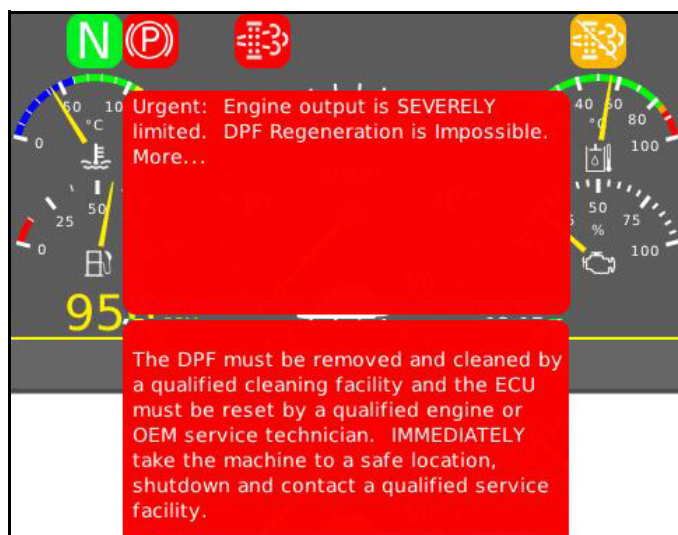 N (P)
50 10
°C
0
40 60
80
°C
100
Urgent: Engine output is SEVERELY
limited. DPF Regeneration is Impossible.
More...
50
25
0
50
75
%
100
95
The DPF must be removed and cleaned by
a qualified cleaning facility and the ECU
must be reset by a qualified engine or
OEM service technician. IMMEDIATELY
take the machine to a safe location,
shutdown and contact a qualified service
facility.